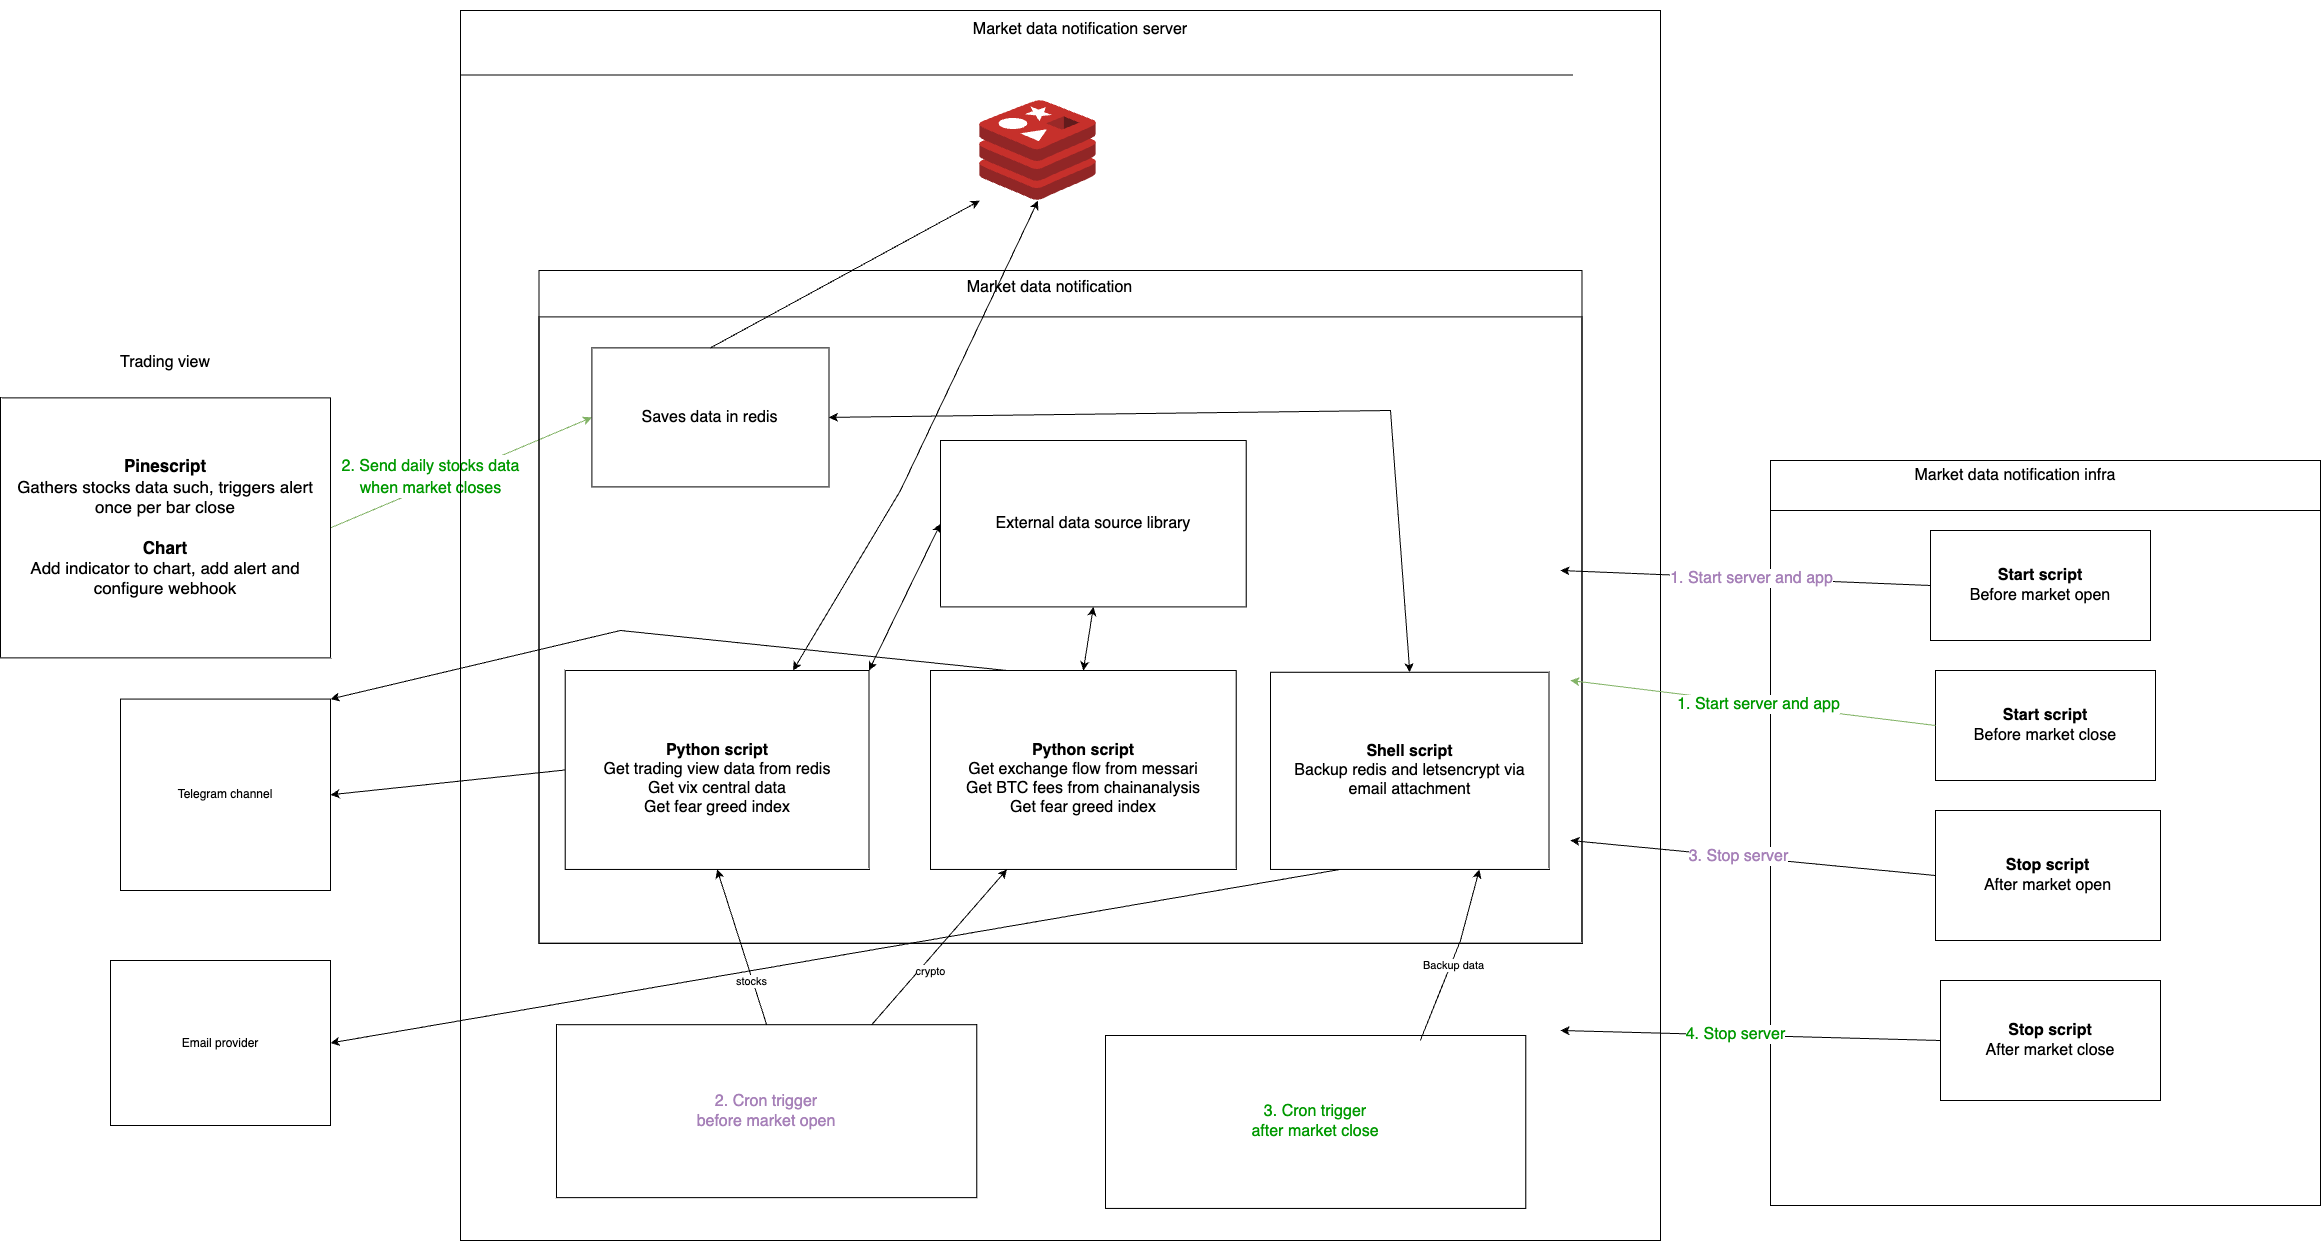 Market data notification server
Market data notification
Trading view
Pinescript
Gathers stocks data such, triggers alert
once per bar close
Chart
Add indicator to chart, add alert and
configure webhook
2. Send daily stocks data
when market closes
Saves data in redis
External data source library
Market data notification infra
Start script
Before market open
1. Start server and app
Start script
Before market close
1. Start server and app
Stop script
After market open
3. Stop server
Stop script
After market close
4. Stop server
Telegram channel
Python script
Get trading view data from redis
Get vix central data
Get fear greed index
Python script
Get exchange flow from messari
Get BTC fees from chainanalysis
Get fear greed index
Shell script
Backup redis and letsencrypt via
email attachment
stocks
crypto
Backup data
Email provider
2. Cron trigger
before market open
3. Cron trigger
after market close